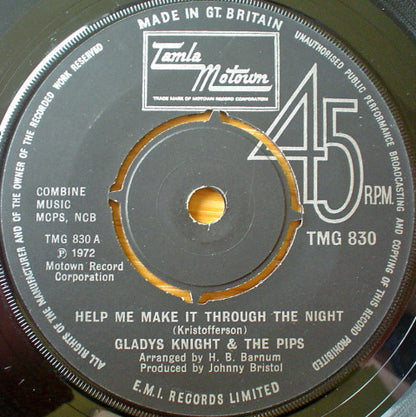 MADE IN GT. BRITAIN
Tamla
Motown
TRADE MARK OF MOTOWN RECORD CORPORATION
UNAUTHORISED PUBLIC PERFORMANCE BROADCASTING AND COPYING OF THIS RECORD PROHIBITED
ALL RIGHTS OF THE MANUFACTURER AND OF THE OWNER OF THE RECORDED WORK RESERVED
45
R.P.M.
COMBINE
MUSIC
MCPS, NCB
TMG 830 A
℗ 1972
Motown Record
Corporation
TMG 830
HELP ME MAKE IT THROUGH THE NIGHT
(Kristofferson)
GLADYS KNIGHT & THE PIPS
Arranged by H. B. Barnum
Produced by Johnny Bristol
E.M.I. RECORDS LIMITED